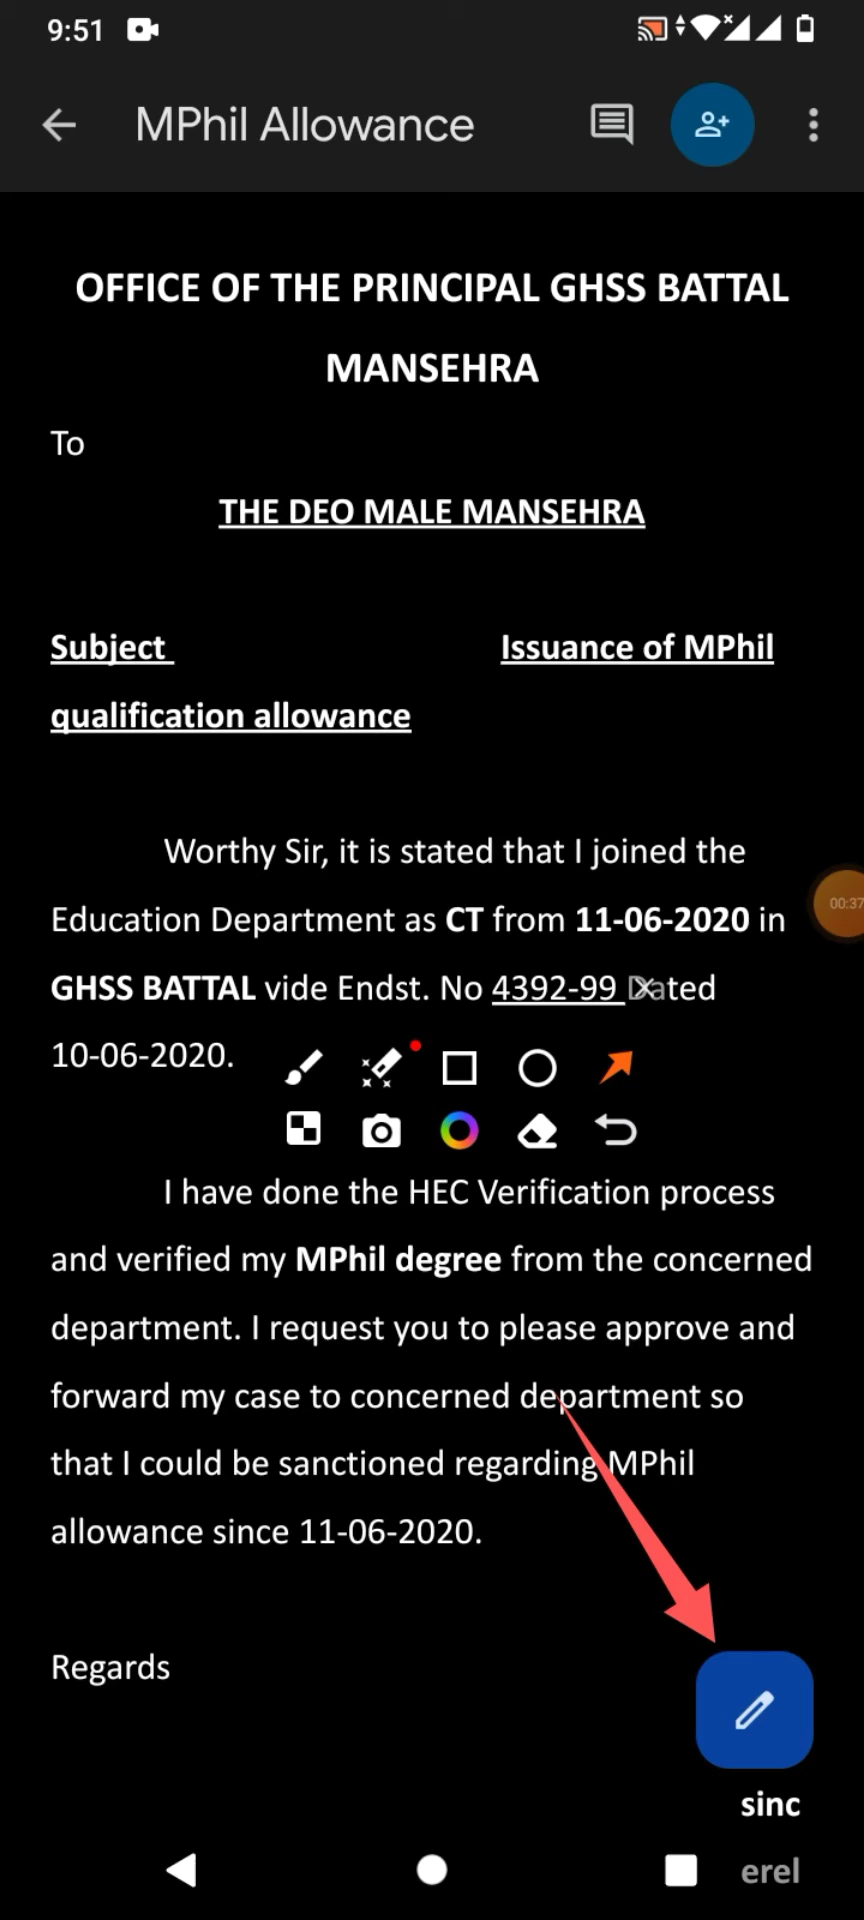 9:51
MPhil Allowance
OFFICE OF THE PRINCIPAL GHSS BATTAL
MANSEHRA
To
THE DEO MALE MANSEHRA
Subject Issuance of MPhil
qualification allowance
Worthy Sir, it is stated that I joined the
Education Department as CT from 11-06-2020 in
00:37
GHSS BATTAL vide Endst. No 4392-99 Dated
10-06-2020.
I have done the HEC Verification process
and verified my MPhil degree from the concerned
department. I request you to please approve and
forward my case to concerned department so
that I could be sanctioned regarding MPhil
allowance since 11-06-2020.
Regards
sinc
erel